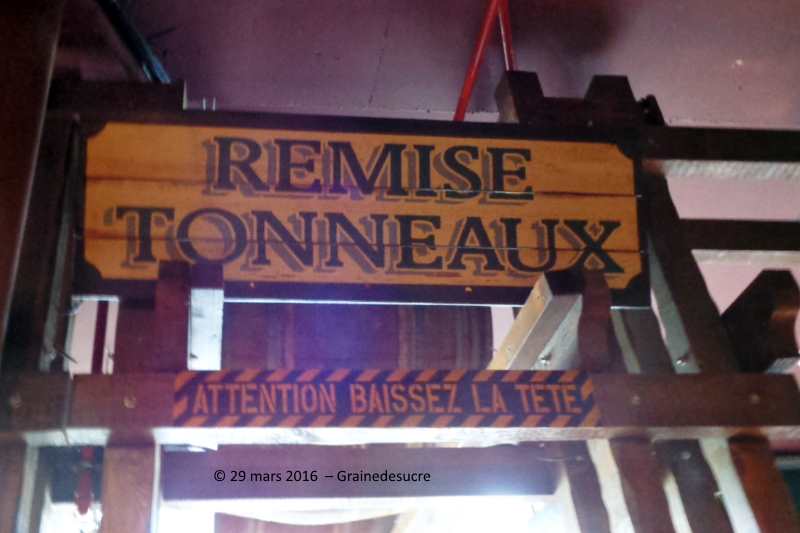 REMISE
TONNEAUX
ATTENTION BAISSEZ LA TETE
© 29 mars 2016 – Grainedesucre